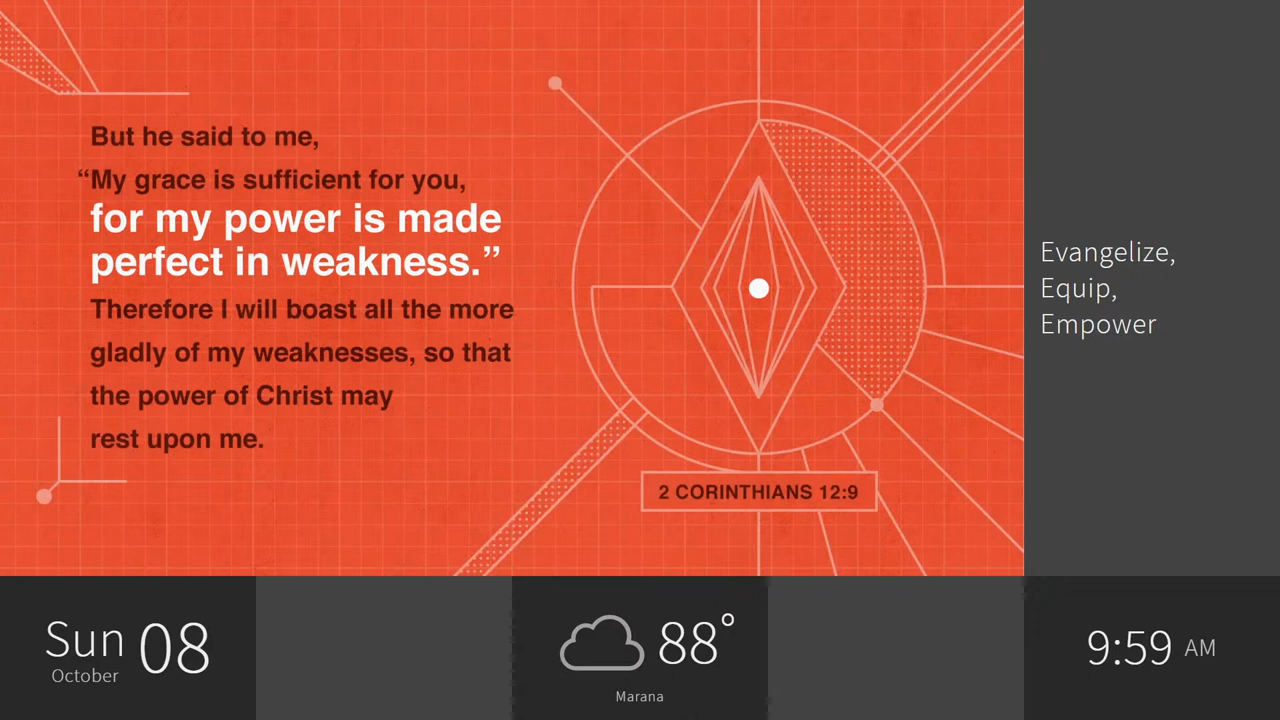 But he said to me,
“My grace is sufficient for you,
for my power is made
perfect in weakness.”
Therefore I will boast all the more
gladly of my weaknesses, so that
the power of Christ may
rest upon me.
2 CORINTHIANS 12:9
Evangelize,
Equip,
Empower
Sun 08
October
88°
Marana
9:59 AM